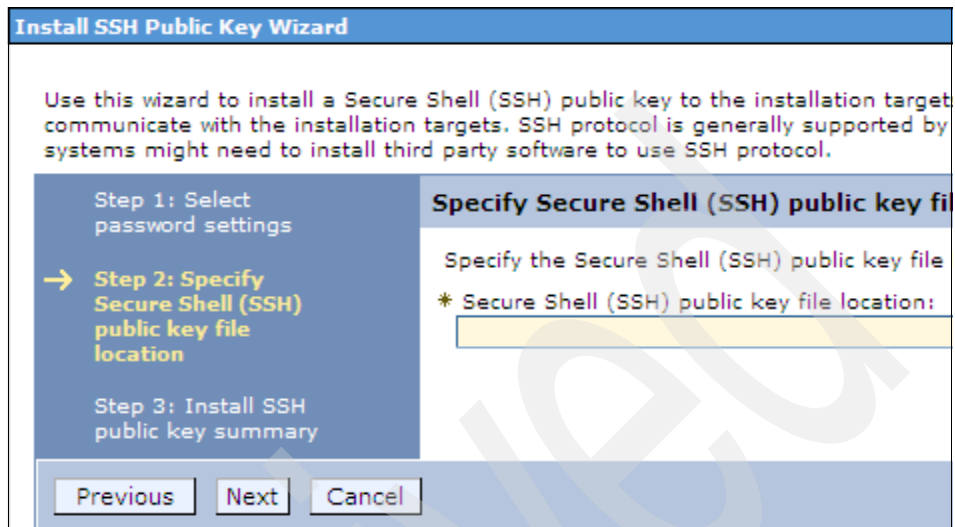 Install SSH Public Key Wizard
Use this wizard to install a Secure Shell (SSH) public key to the installation target
communicate with the installation targets. SSH protocol is generally supported by
systems might need to install third party software to use SSH protocol.
Step 1: Select
password settings
→ Step 2: Specify
Secure Shell (SSH)
public key file
location
Step 3: Install SSH
public key summary
Specify Secure Shell (SSH) public key fil
Specify the Secure Shell (SSH) public key file
* Secure Shell (SSH) public key file location:
Previous Next Cancel